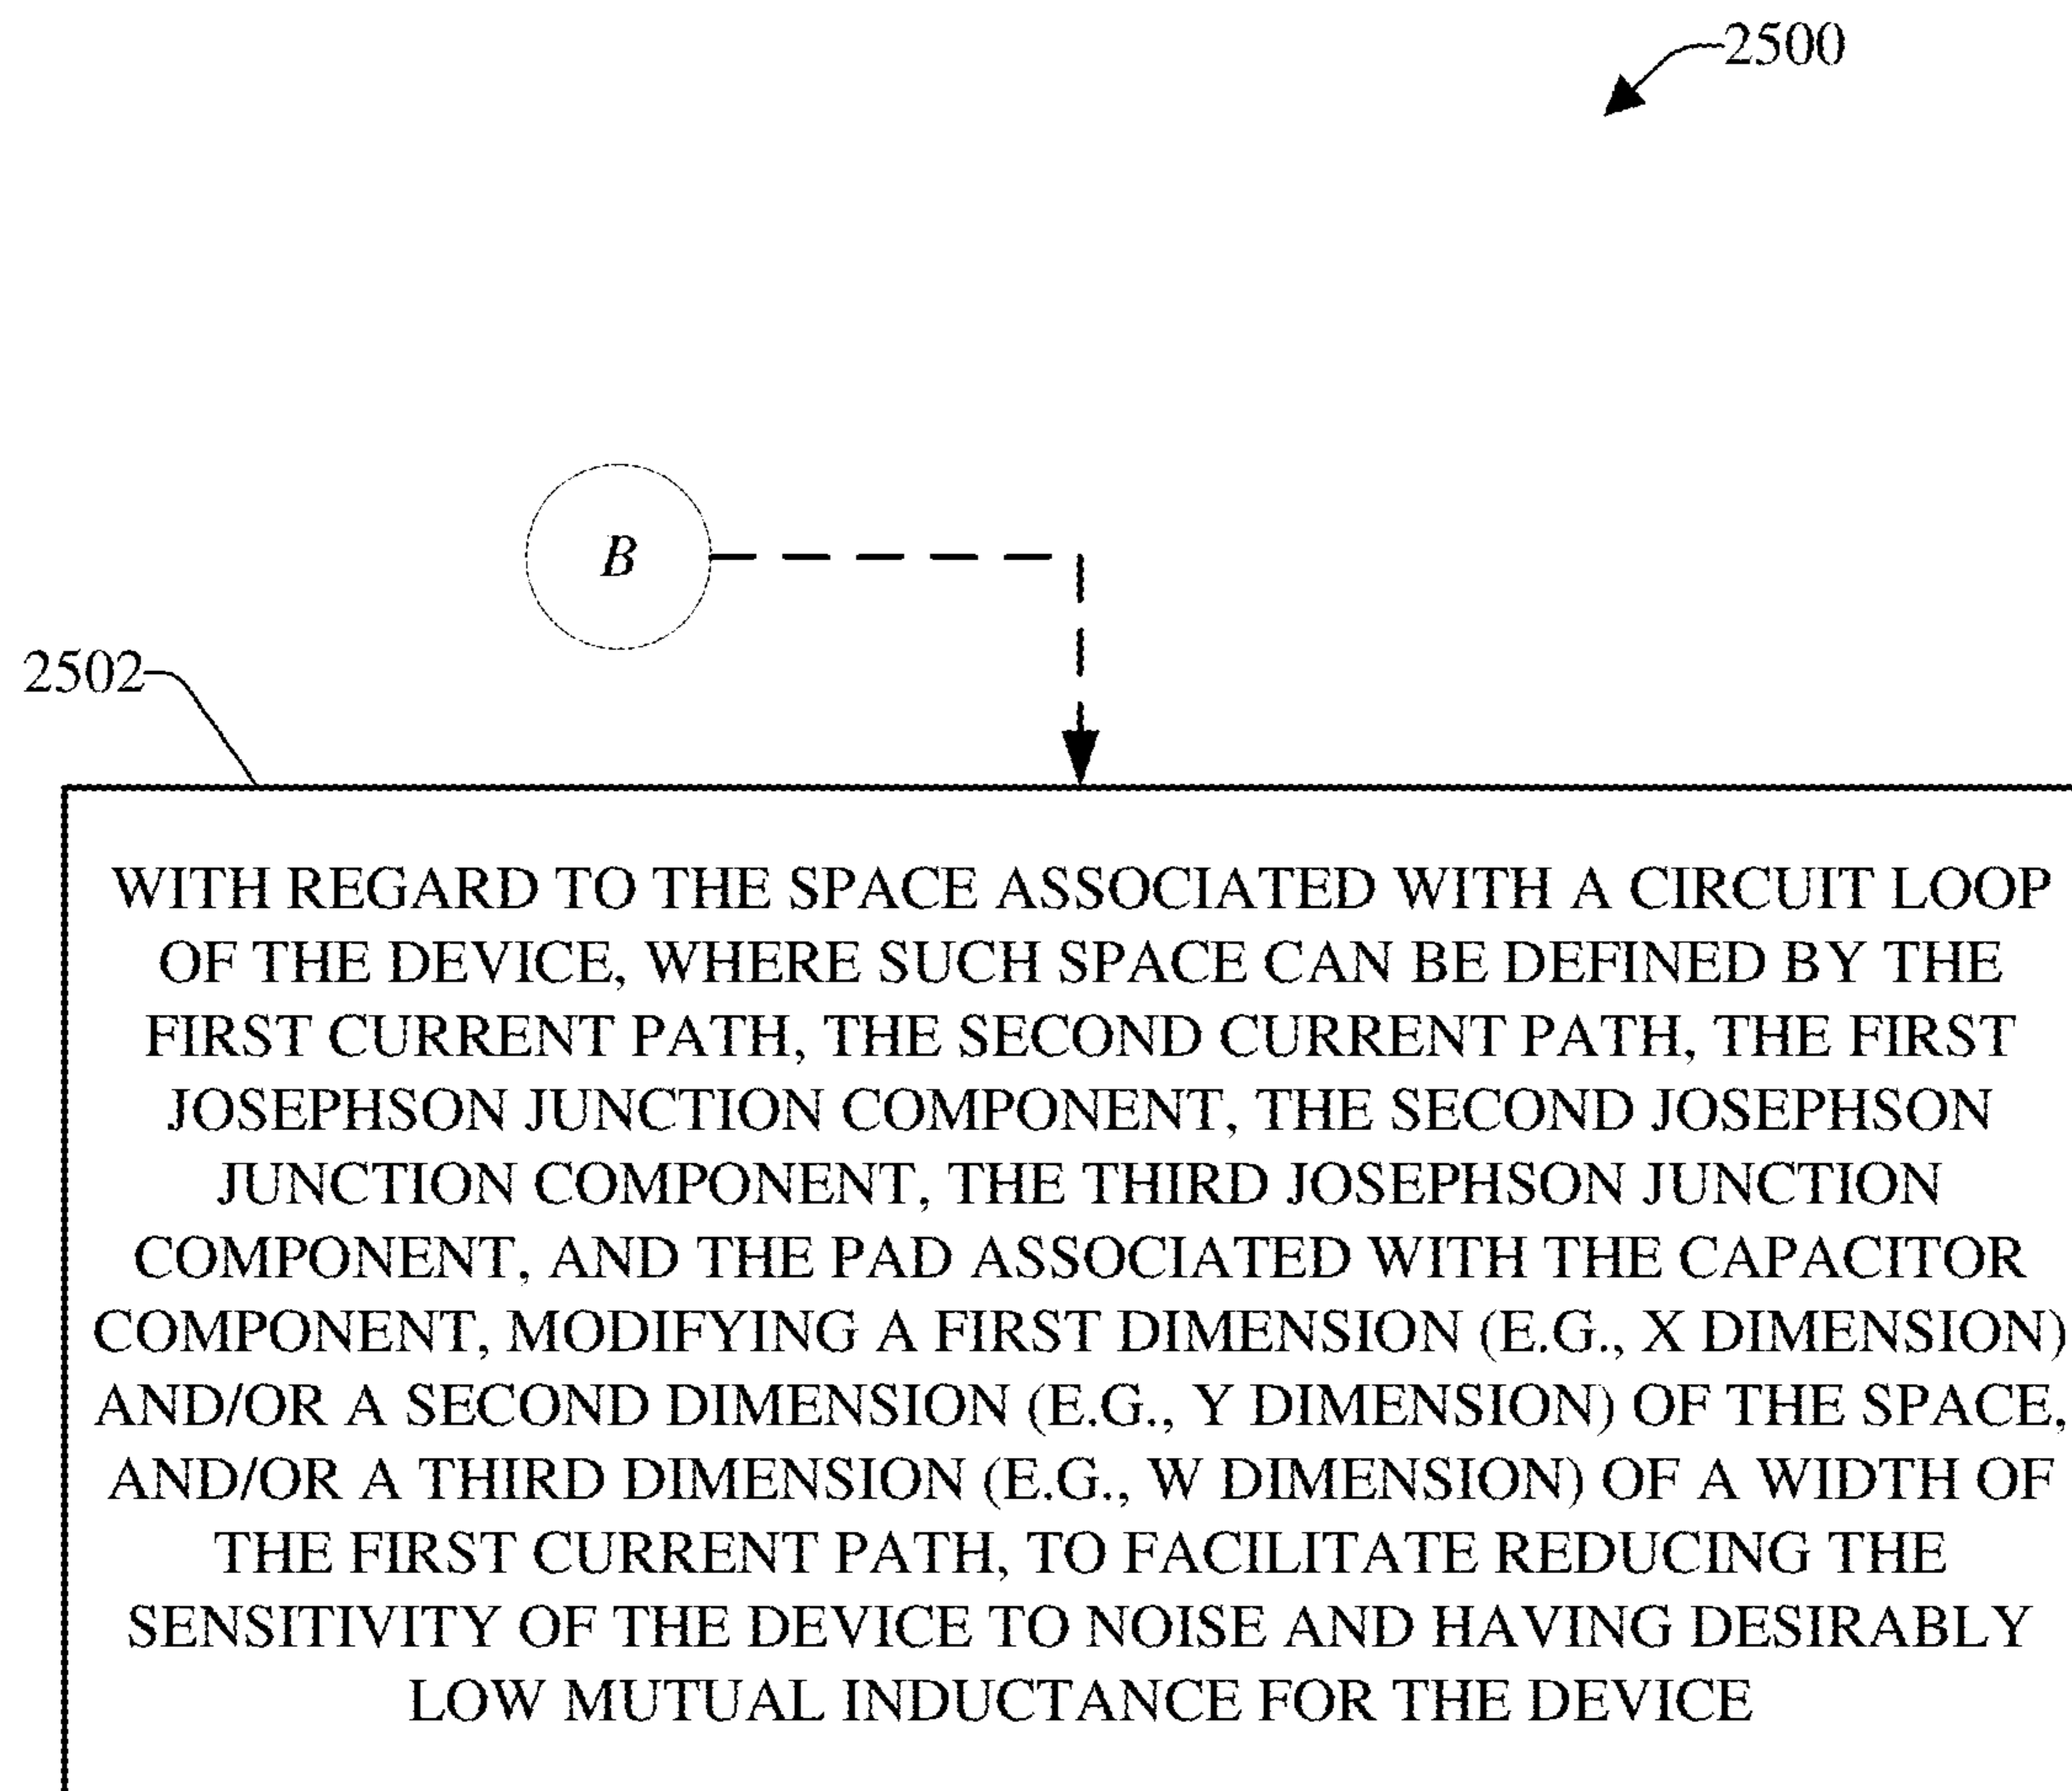 2500
B
2502
WITH REGARD TO THE SPACE ASSOCIATED WITH A CIRCUIT LOOP
OF THE DEVICE, WHERE SUCH SPACE CAN BE DEFINED BY THE
FIRST CURRENT PATH, THE SECOND CURRENT PATH, THE FIRST
JOSEPHSON JUNCTION COMPONENT, THE SECOND JOSEPHSON
JUNCTION COMPONENT, THE THIRD JOSEPHSON JUNCTION
COMPONENT, AND THE PAD ASSOCIATED WITH THE CAPACITOR
COMPONENT, MODIFYING A FIRST DIMENSION (E.G., X DIMENSION)
AND/OR A SECOND DIMENSION (E.G., Y DIMENSION) OF THE SPACE,
AND/OR A THIRD DIMENSION (E.G., W DIMENSION) OF A WIDTH OF
THE FIRST CURRENT PATH, TO FACILITATE REDUCING THE
SENSITIVITY OF THE DEVICE TO NOISE AND HAVING DESIRABLY
LOW MUTUAL INDUCTANCE FOR THE DEVICE